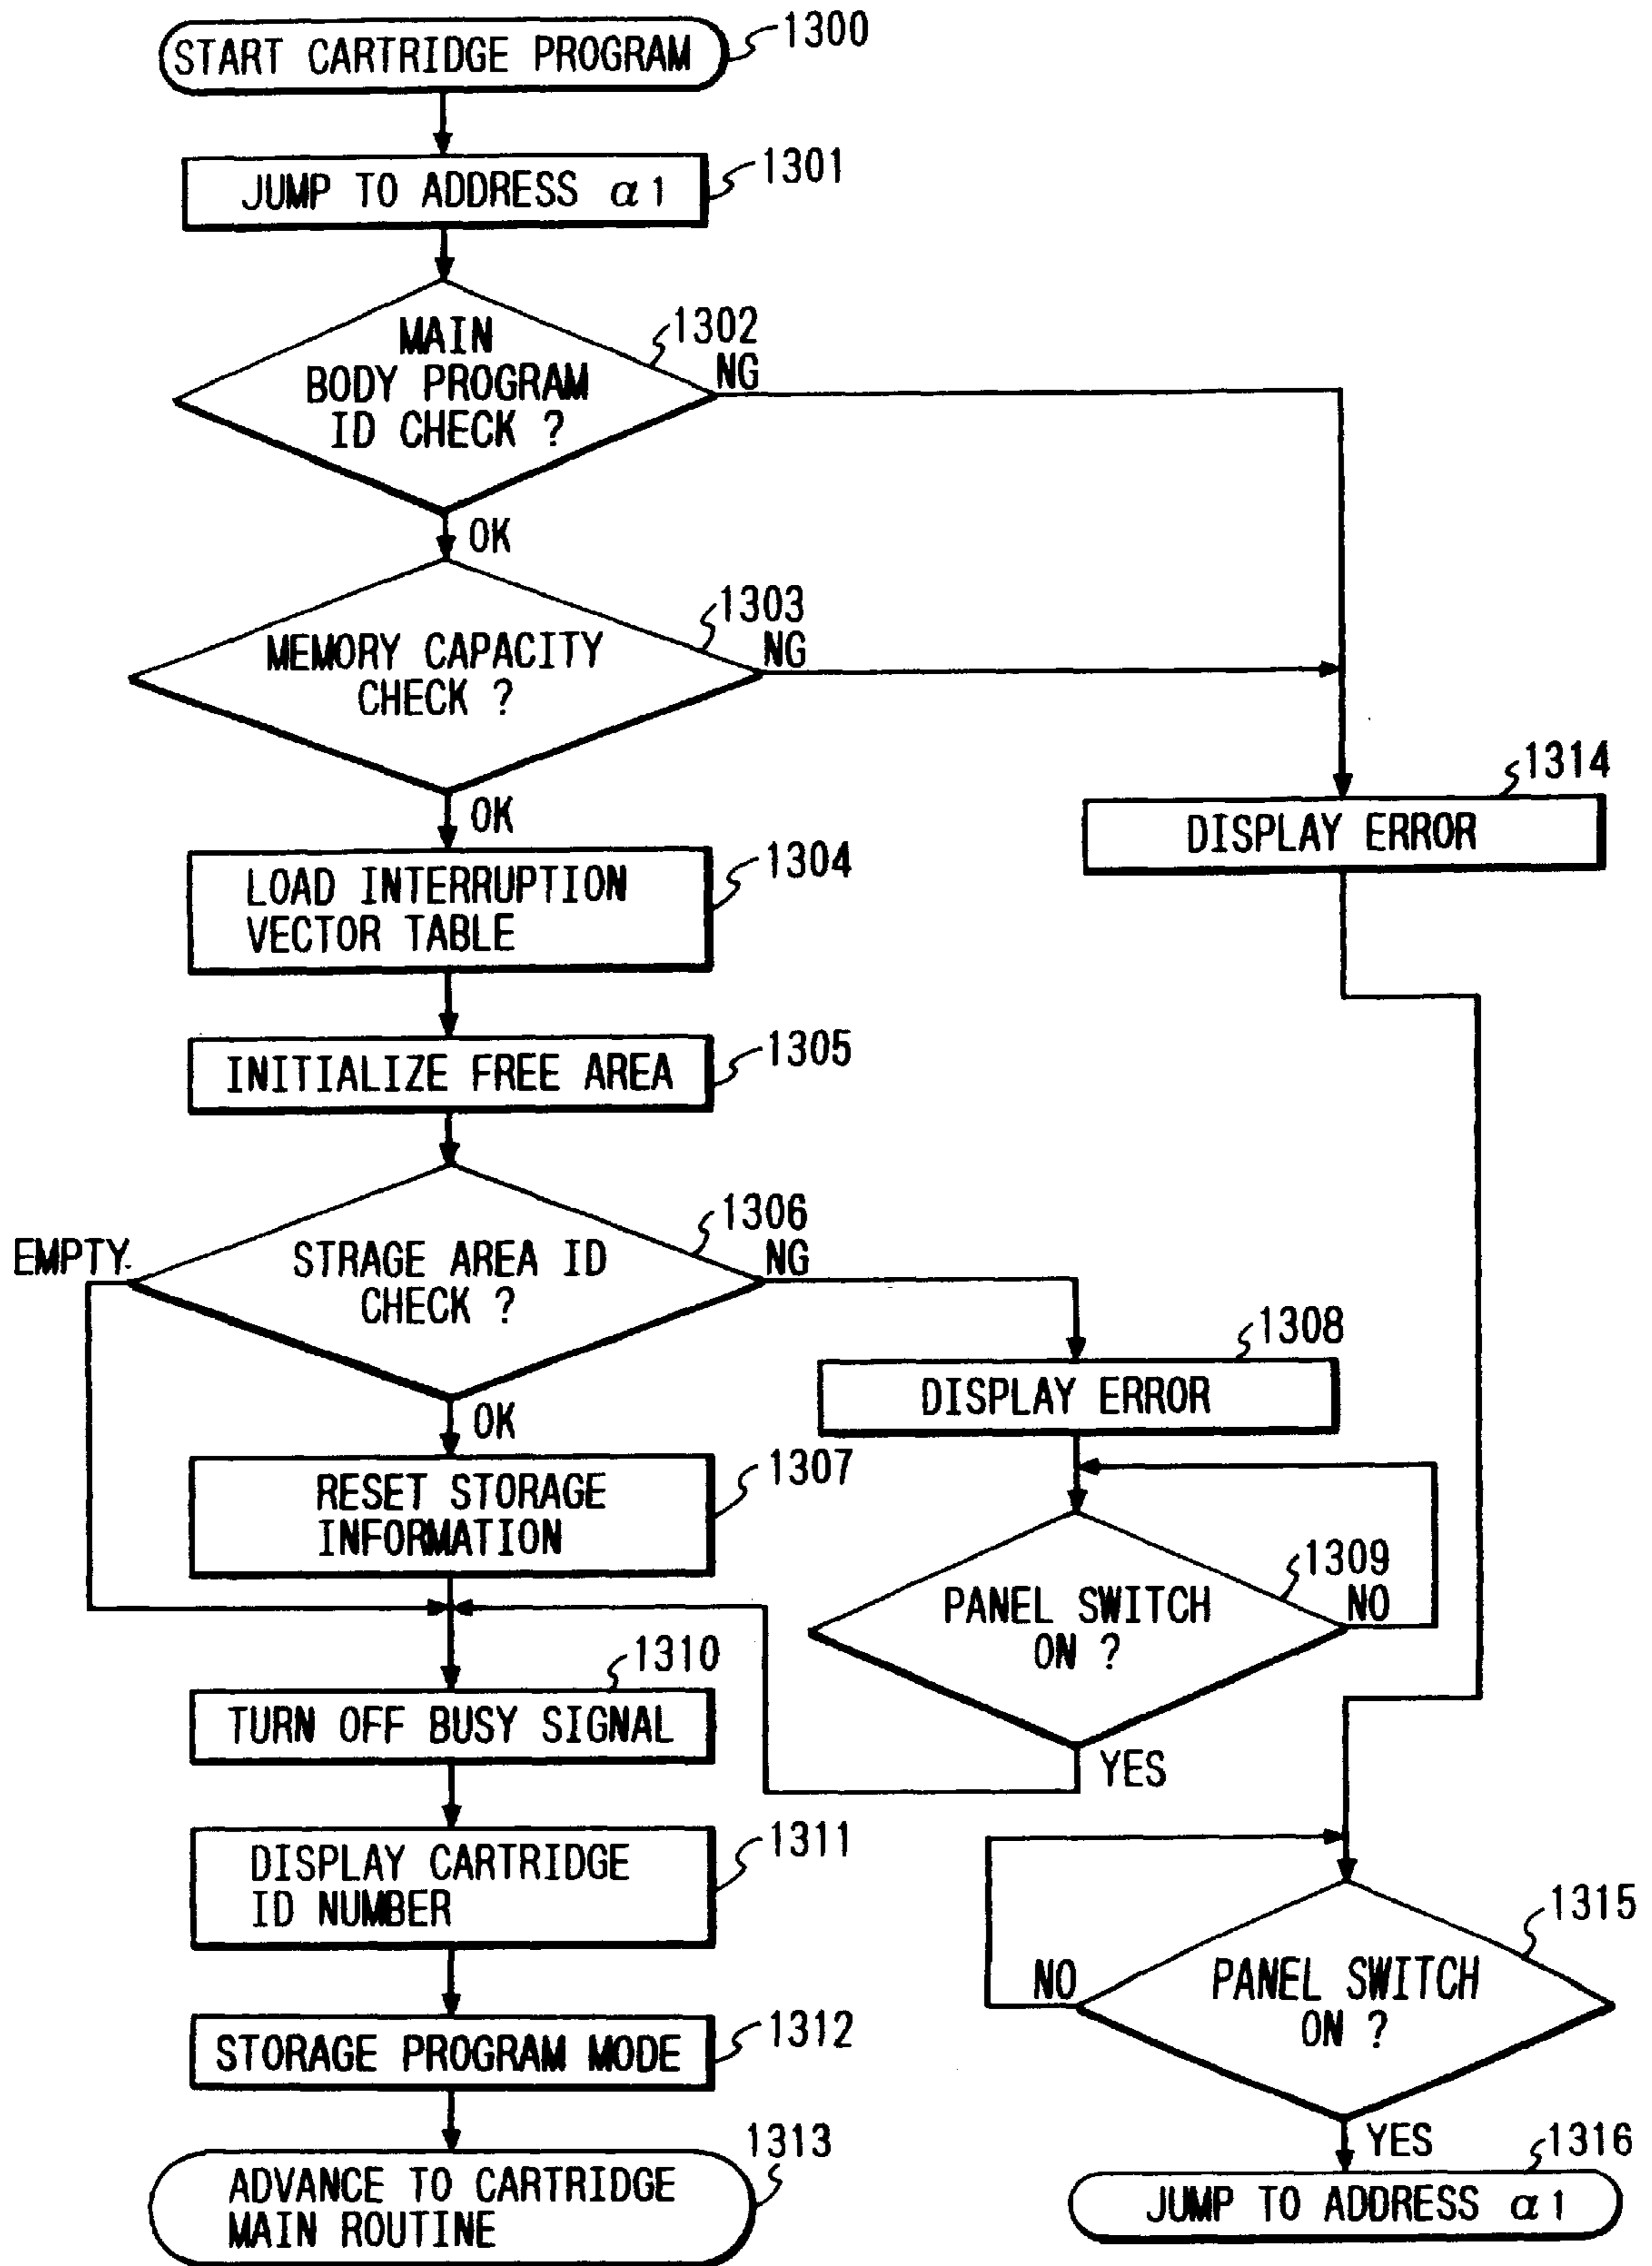 START CARTRIDGE PROGRAM
1300
JUMP TO ADDRESS α1
1301
MAIN
BODY PROGRAM
ID CHECK ?
1302
NG
OK
MEMORY CAPACITY
CHECK ?
1303
NG
OK
LOAD INTERRUPTION
VECTOR TABLE
1304
DISPLAY ERROR
1314
INITIALIZE FREE AREA
1305
EMPTY
STRAGE AREA ID
CHECK ?
1306
NG
OK
DISPLAY ERROR
1308
RESET STORAGE
INFORMATION
1307
PANEL SWITCH
ON ?
1309
NO
YES
TURN OFF BUSY SIGNAL
1310
DISPLAY CARTRIDGE
ID NUMBER
1311
PANEL SWITCH
ON ?
1315
NO
YES
STORAGE PROGRAM MODE
1312
ADVANCE TO CARTRIDGE
MAIN ROUTINE
1313
JUMP TO ADDRESS α1
1316